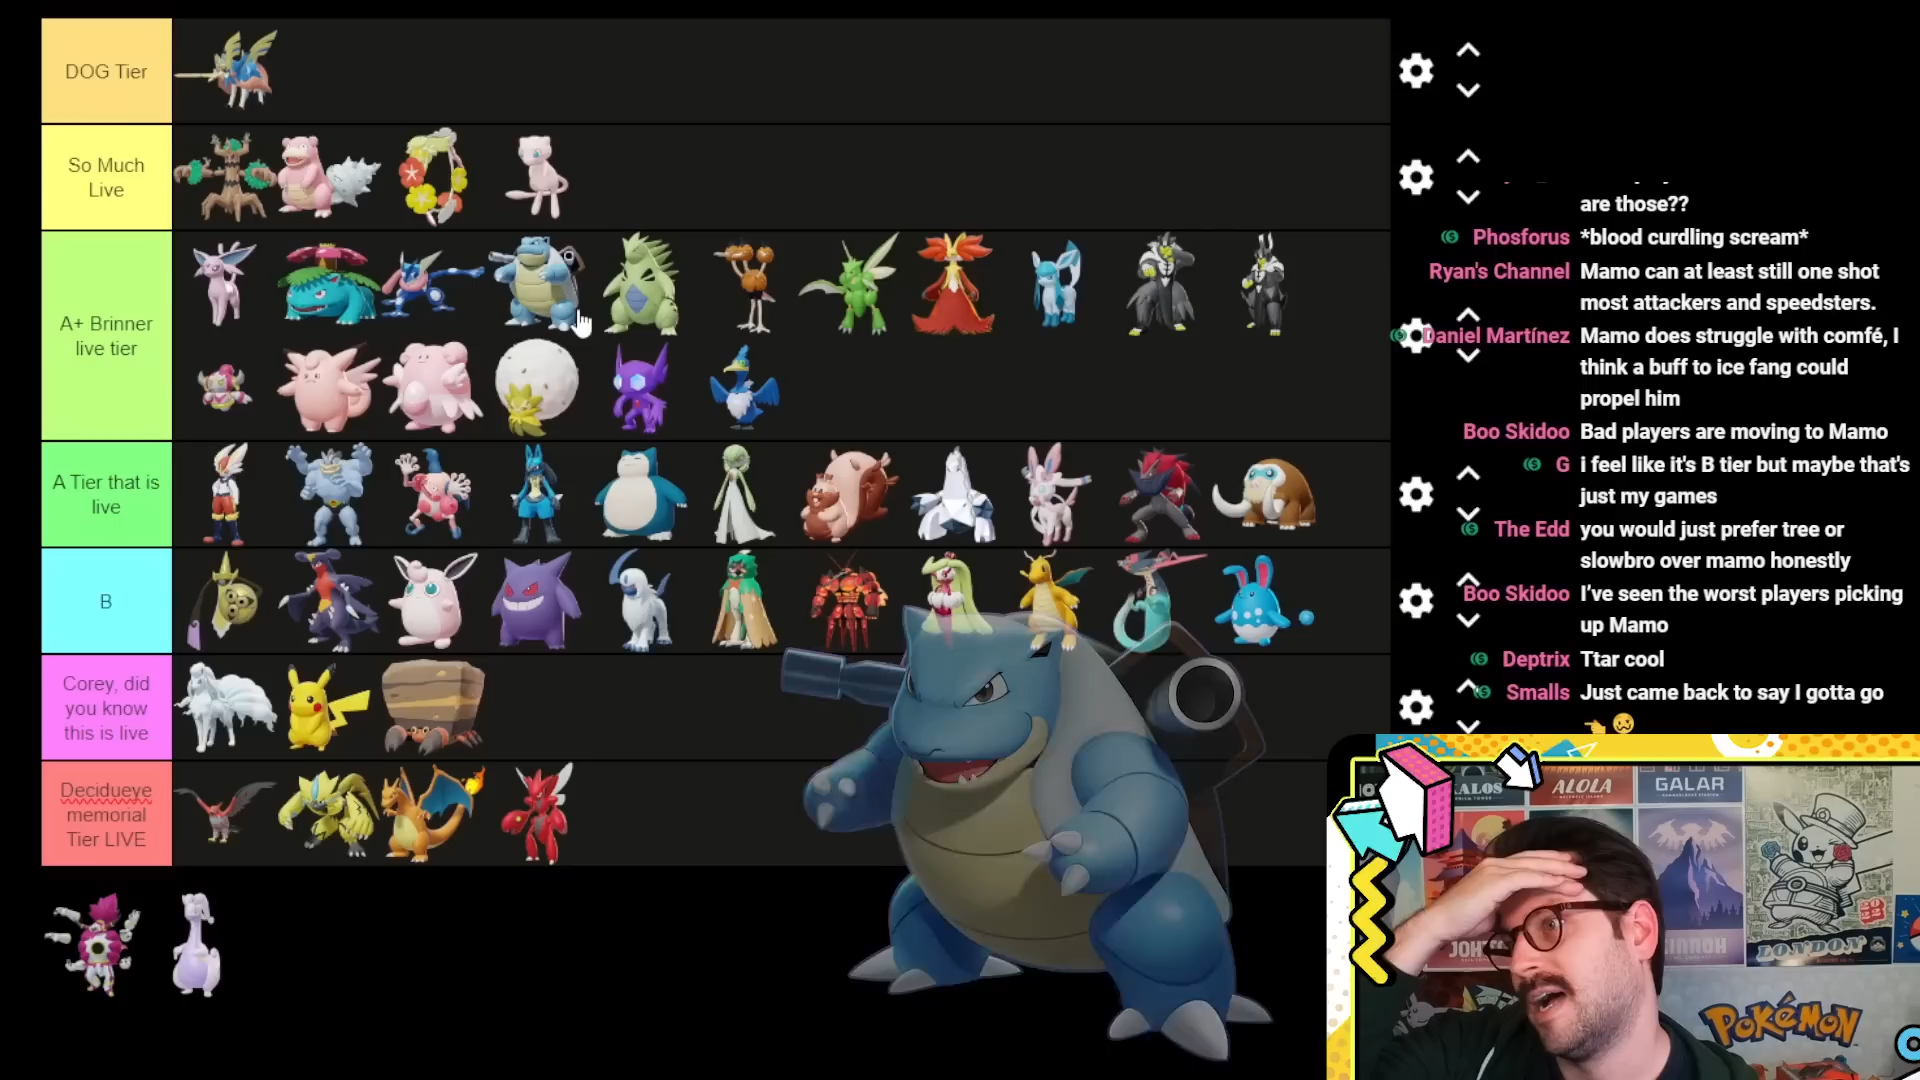 DOG Tier
So Much
Live
A+ Brinner
live tier
A Tier that is
live
B
Corey, did
you know
this is live
Decidueye
memorial
Tier LIVE
are those??
Phosforus *blood curdling scream*
Ryan's Channel Mamo can at least still one shot
most attackers and speedsters.
Daniel Martínez Mamo does struggle with comfé, I
think a buff to ice fang could
propel him
Boo Skidoo Bad players are moving to Mamo
G i feel like it's B tier but maybe that's
just my games
The Edd you would just prefer tree or
slowbro over mamo honestly
Boo Skidoo I've seen the worst players picking
up Mamo
Deptrix Ttar cool
Smalls Just came back to say I gotta go
ALOLA
GALAR
LONDON
2022
POKéMON